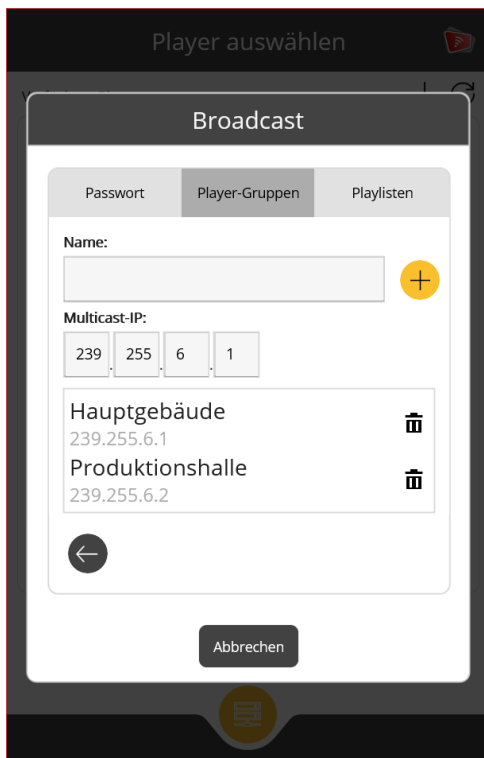 Player auswählen
Broadcast
Passwort Player-Gruppen Playlisten
Name:
Multicast-IP:
239 . 255 . 6 . 1
Hauptgebäude
239.255.6.1
Produktionshalle
239.255.6.2
Abbrechen